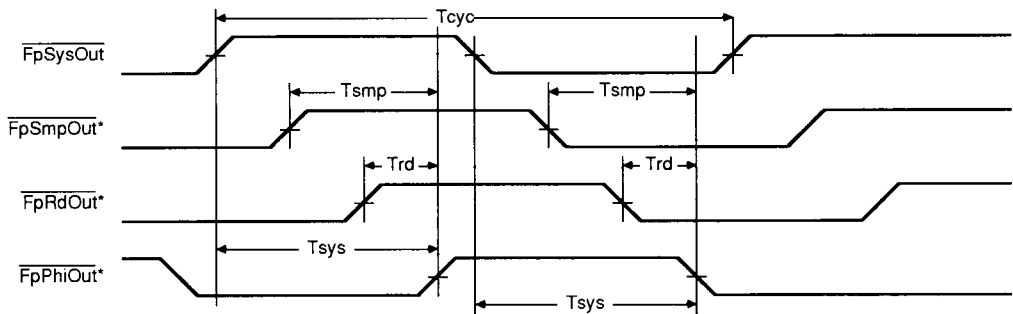 Tcyc
FpSysOut
Tsmp
Tsmp
FpSmpOut*
Trd
Trd
FpRdOut*
Tsys
FpPhiOut*
Tsys